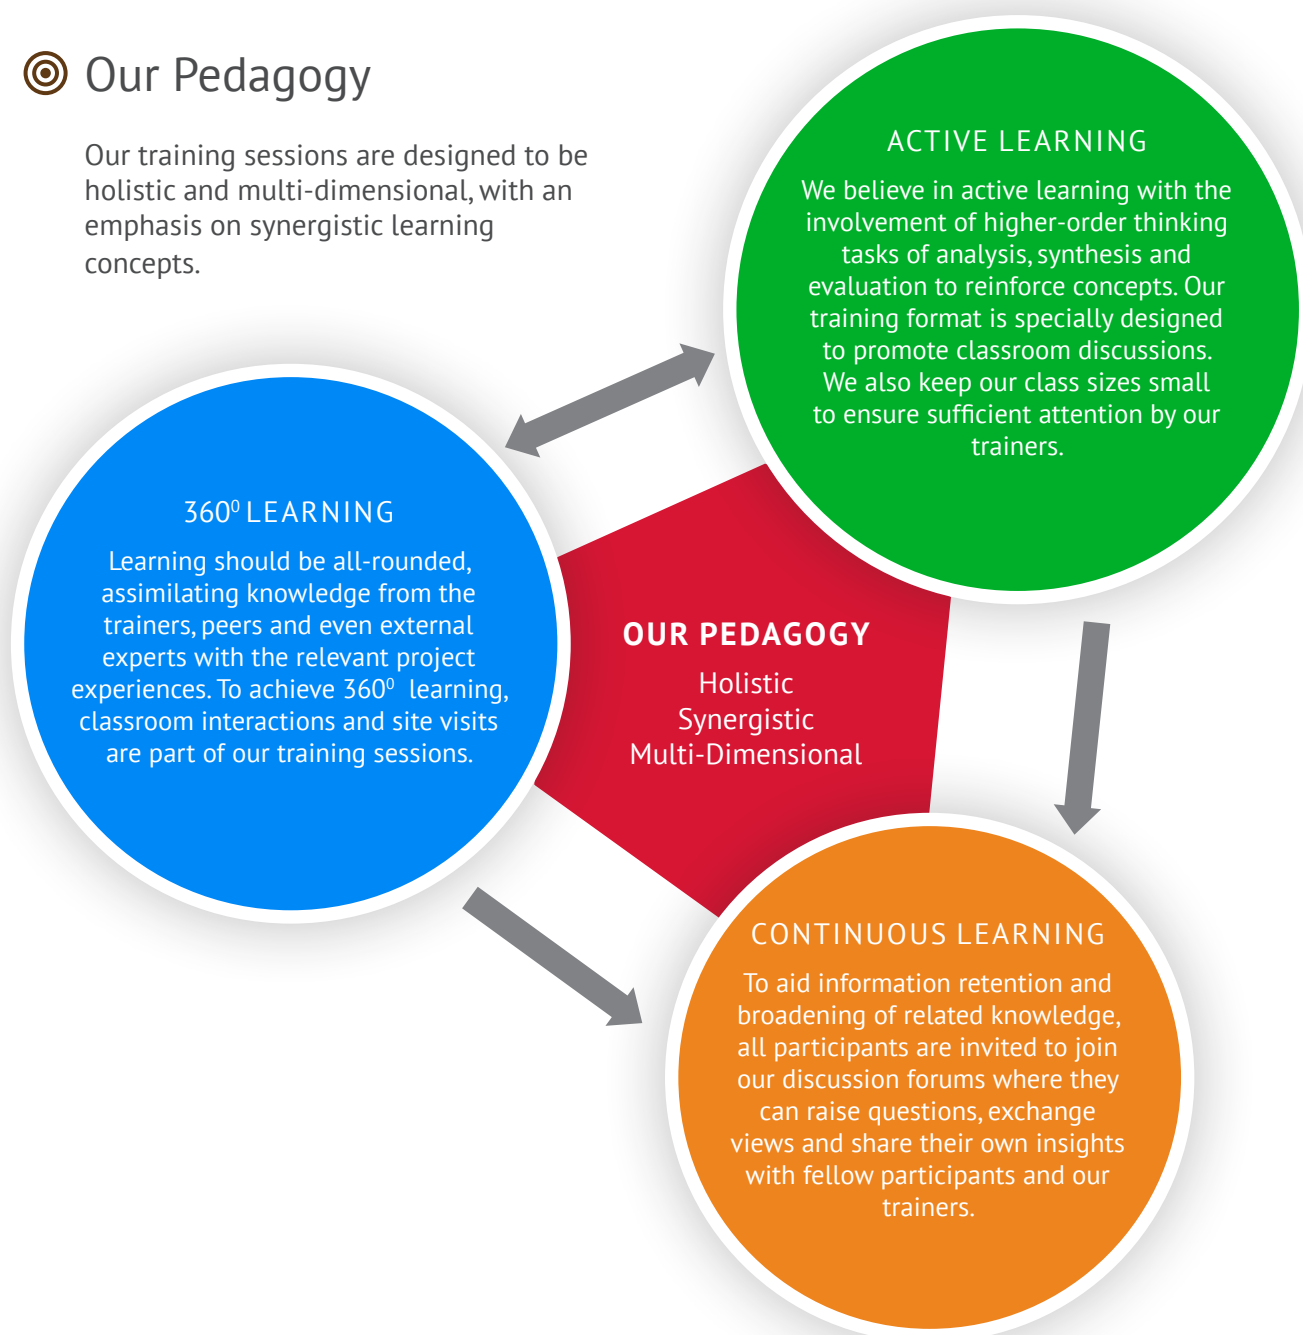 Our Pedagogy
Our training sessions are designed to be
holistic and multi-dimensional, with an
emphasis on synergistic learning
concepts.
ACTIVE LEARNING
We believe in active learning with the
involvement of higher-order thinking
tasks of analysis, synthesis and
evaluation to reinforce concepts. Our
training format is specially designed
to promote classroom discussions.
We also keep our class sizes small
to ensure sufficient attention by our
trainers.
360⁰ LEARNING
Learning should be all-rounded,
assimilating knowledge from the
trainers, peers and even external
experts with the relevant project
experiences. To achieve 360⁰ learning,
classroom interactions and site visits
are part of our training sessions.
OUR PEDAGOGY
Holistic
Synergistic
Multi-Dimensional
CONTINUOUS LEARNING
To aid information retention and
broadening of related knowledge,
all participants are invited to join
our discussion forums where they
can raise questions, exchange
views and share their own insights
with fellow participants and our
trainers.